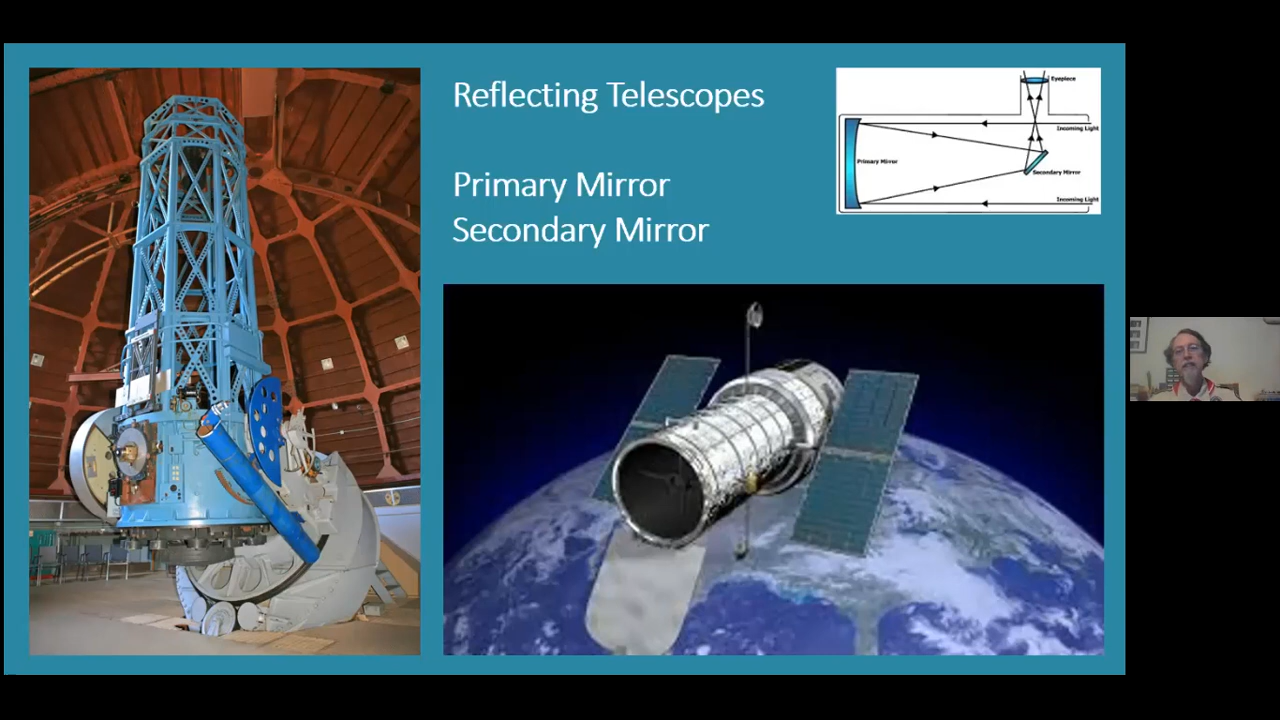 Reflecting Telescopes
Primary Mirror
Secondary Mirror
Eyepiece
Incoming Light
Primary Mirror
Secondary Mirror
Incoming Light